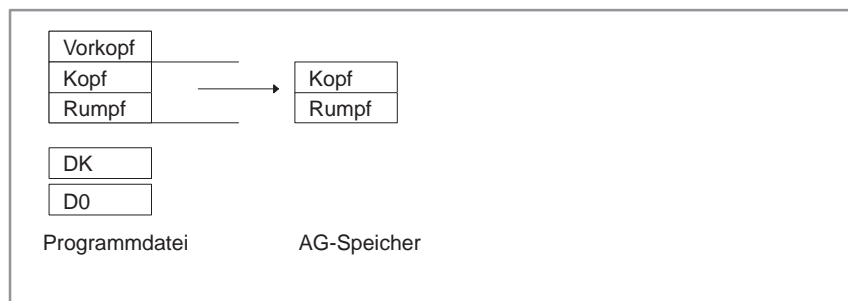 Vorkopf
Kopf
Kopf
Rumpf
Rumpf
DK
D0
Programmdatei
AG-Speicher